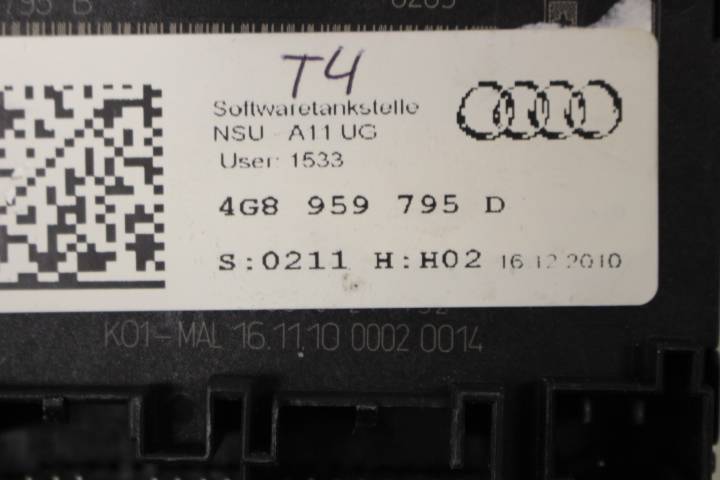 795 B
T4
Softwaretankstelle
NSU A11 UG
User: 1533
4G8 959 795 D
S:0211 H:H02 16.12.2010
K01-MAL 16.11.10 0002 0014